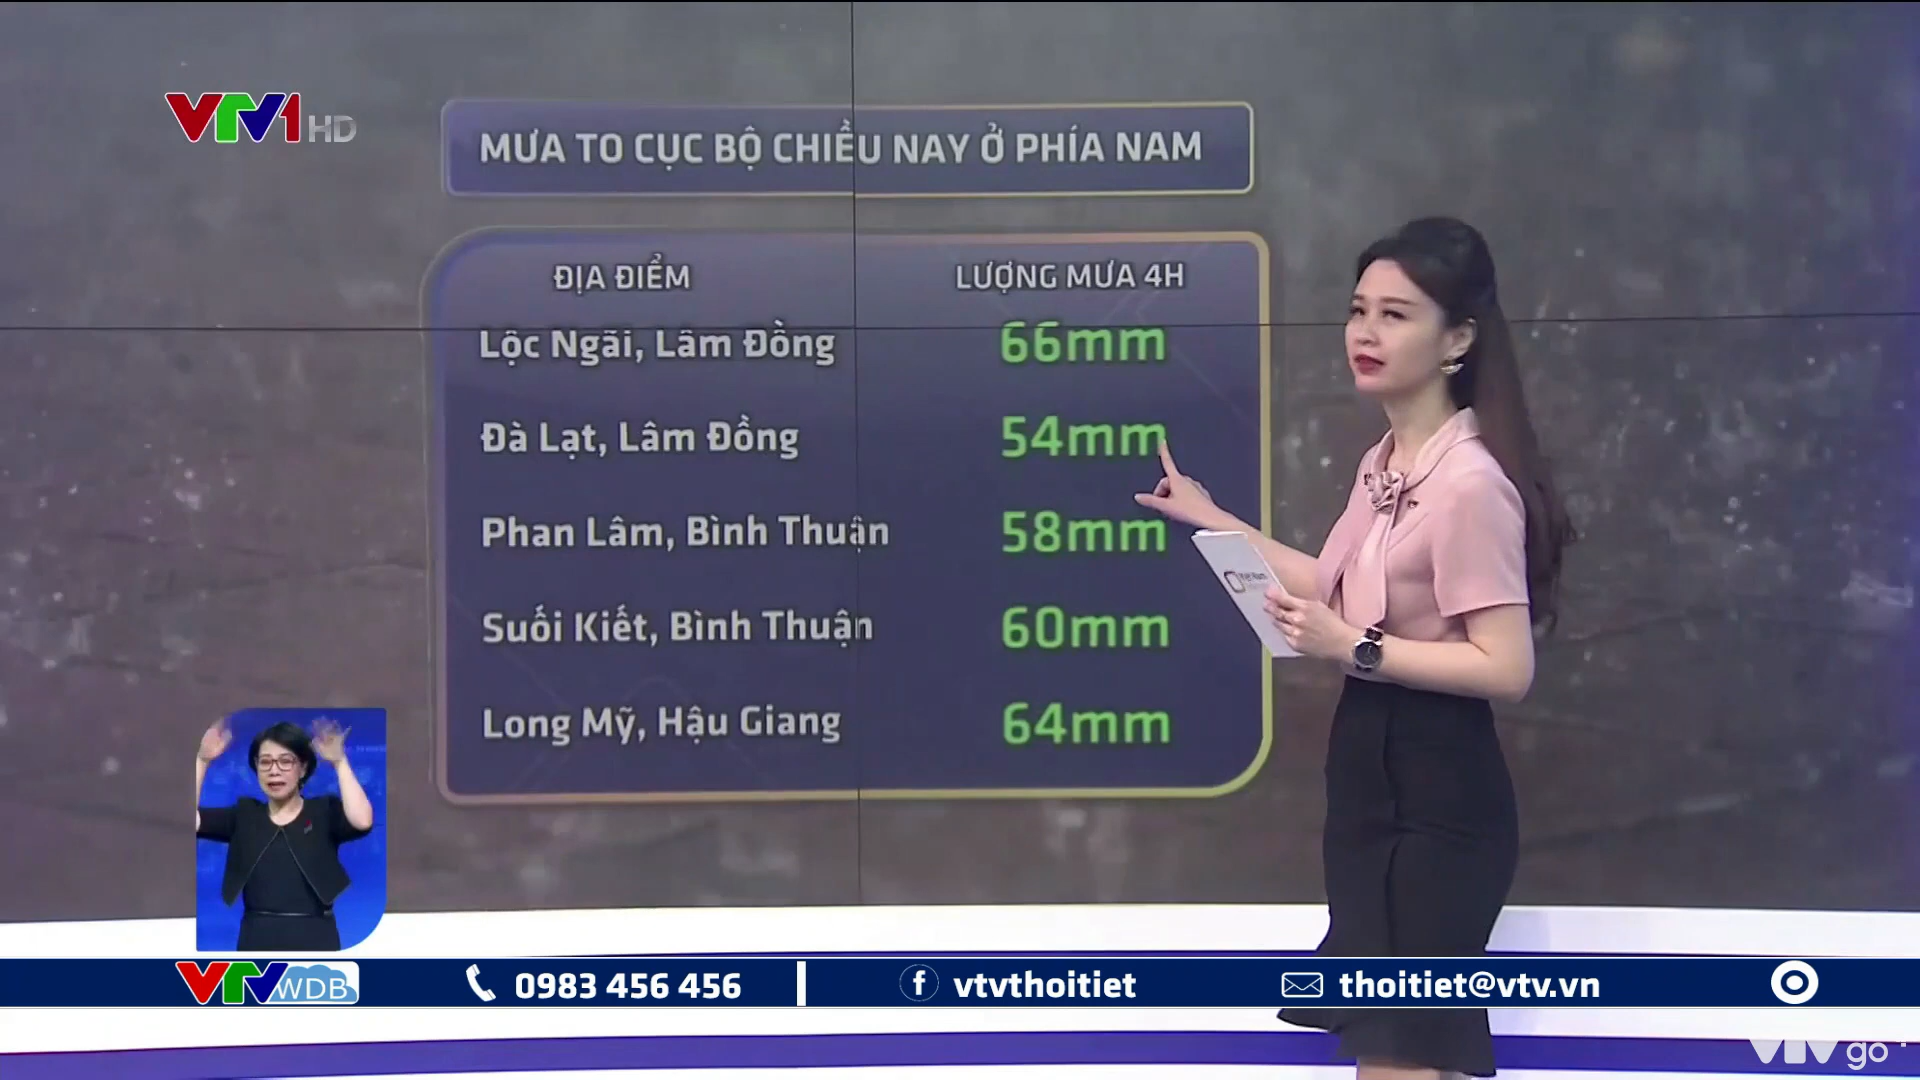 VTV1 HD
MƯA TO CỤC BỘ CHIỀU NAY Ở PHÍA NAM
ĐỊA ĐIỂM LƯỢNG MƯA 4H
Lộc Ngãi, Lâm Đồng 66mm
Đà Lạt, Lâm Đồng 54mm
Phan Lâm, Bình Thuận 58mm
Suối Kiết, Bình Thuận 60mm
Long Mỹ, Hậu Giang 64mm
VTV WDB 0983 456 456 vtvthoitiet thoitiet@vtv.vn
VTV go